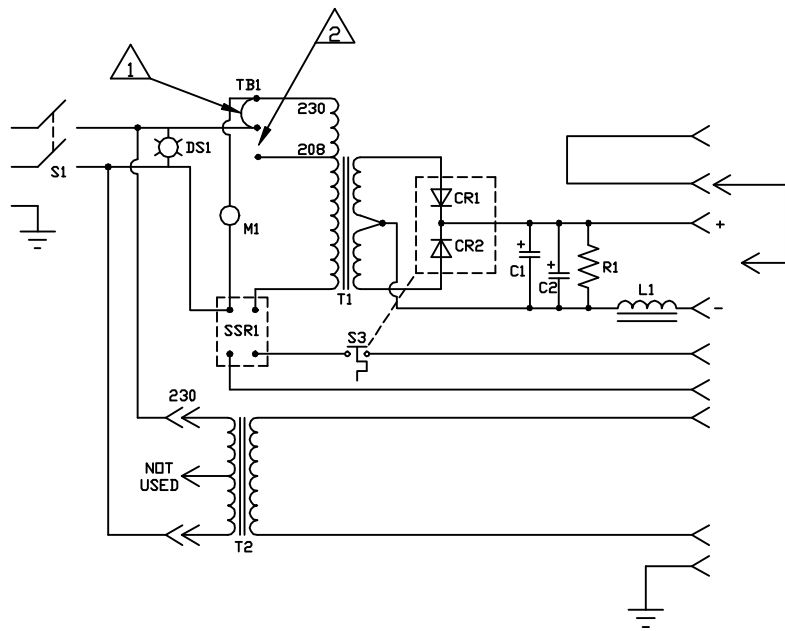 2
1
TB1
230
S1
DS1
208
M1
CR1
CR2
+
+
+
C1
C2
R1
L1
T1
-
SSR1
S3
230
NOT
USED
T2